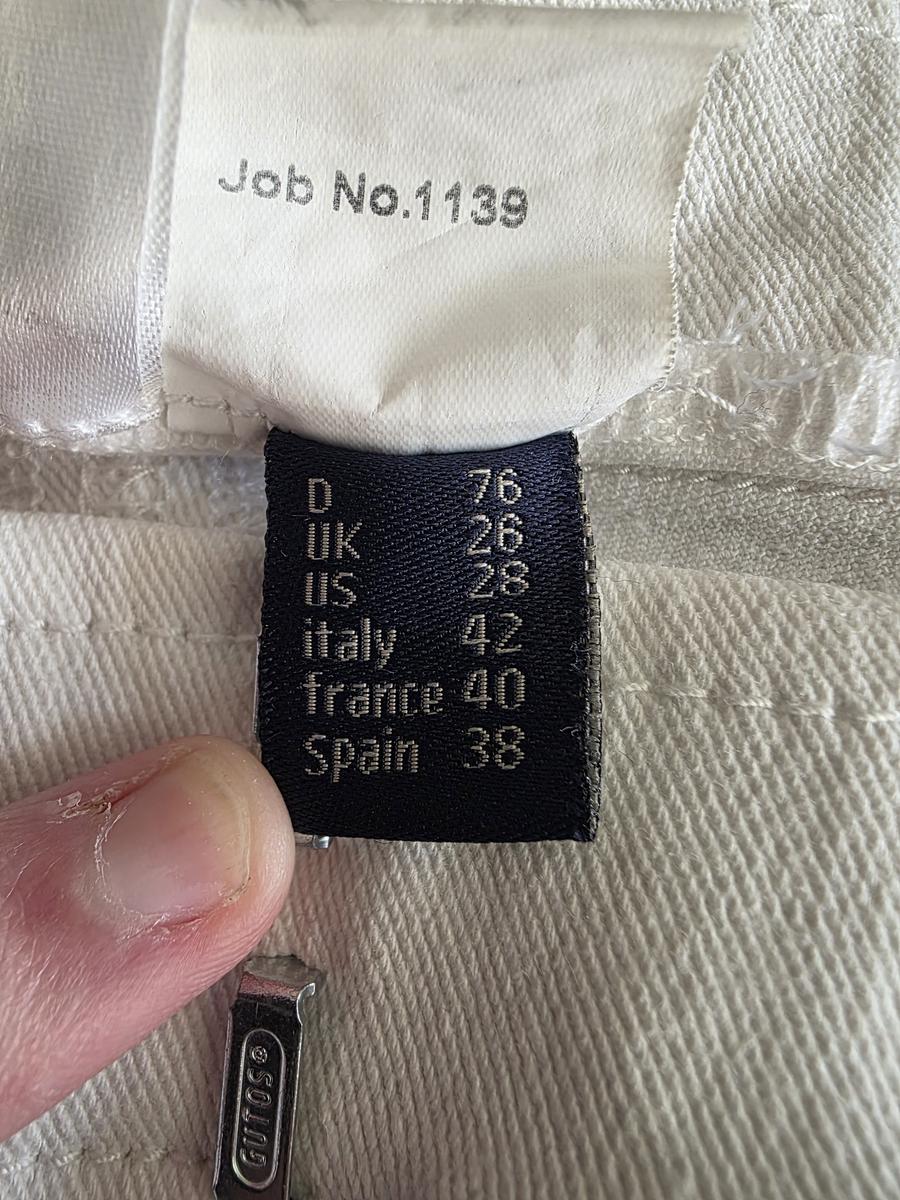 Job No.1139
D 76
UK 26
US 28
italy 42
france 40
Spain 38
GUTOS®